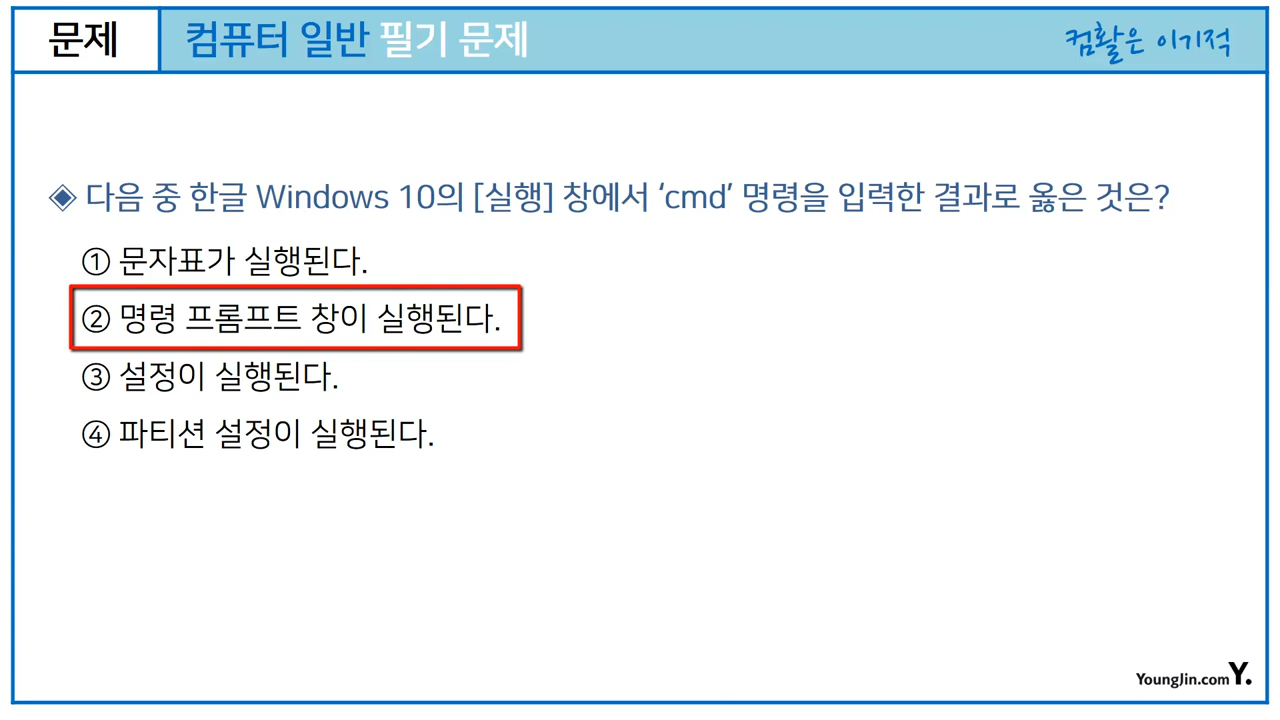 문제
컴퓨터 일반 필기 문제
컴활은 이기적
◈ 다음 중 한글 Windows 10의 [실행] 창에서 ‘cmd’ 명령을 입력한 결과로 옳은 것은?
① 문자표가 실행된다.
② 명령 프롬프트 창이 실행된다.
③ 설정이 실행된다.
④ 파티션 설정이 실행된다.
YoungJin.com Y.